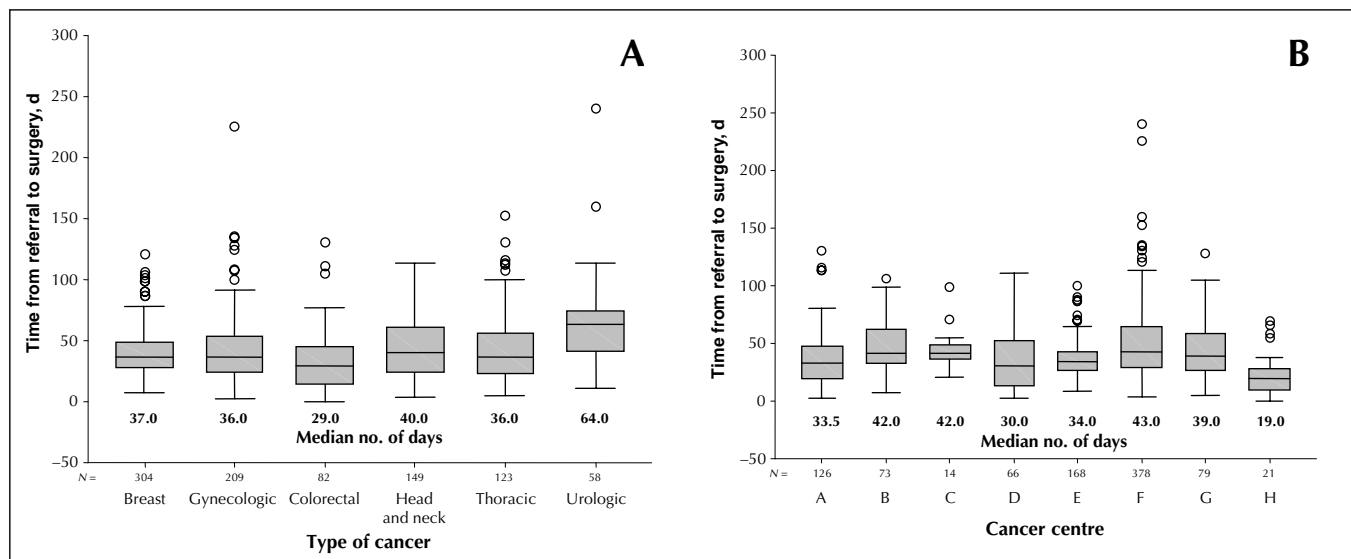 A
Time from referral to surgery, d
300
250
200
150
100
50
0
–50
37.0 36.0 29.0 40.0 36.0 64.0
Median no. of days
N = 304 209 82 149 123 58
Breast Gynecologic Colorectal Head and neck Thoracic Urologic
Type of cancer
B
Time from referral to surgery, d
300
250
200
150
100
50
0
–50
33.5 42.0 42.0 30.0 34.0 43.0 39.0 19.0
Median no. of days
N = 126 73 14 66 168 378 79 21
A B C D E F G H
Cancer centre